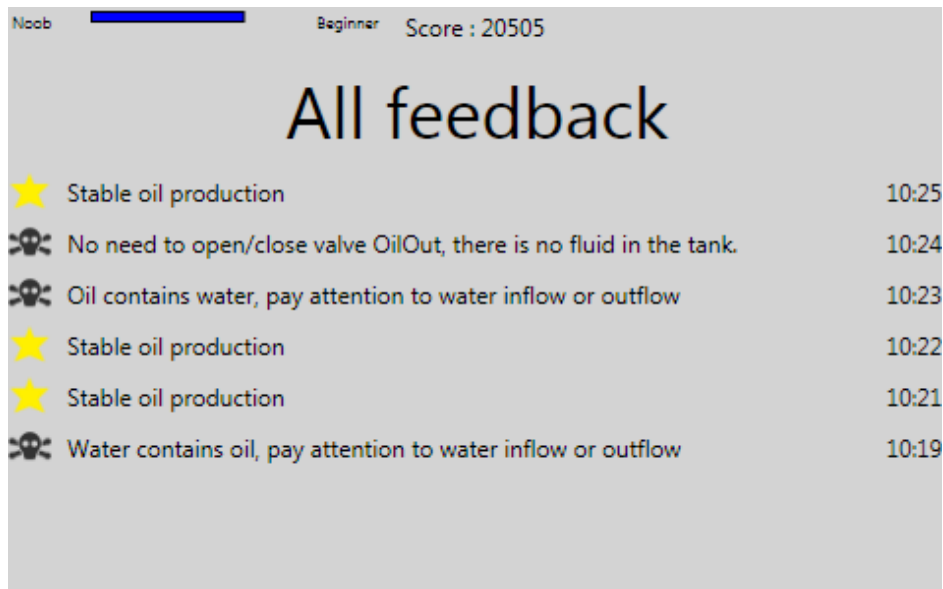 Noob Beginner Score : 20505
All feedback
Stable oil production 10:25
No need to open/close valve OilOut, there is no fluid in the tank. 10:24
Oil contains water, pay attention to water inflow or outflow 10:23
Stable oil production 10:22
Stable oil production 10:21
Water contains oil, pay attention to water inflow or outflow 10:19